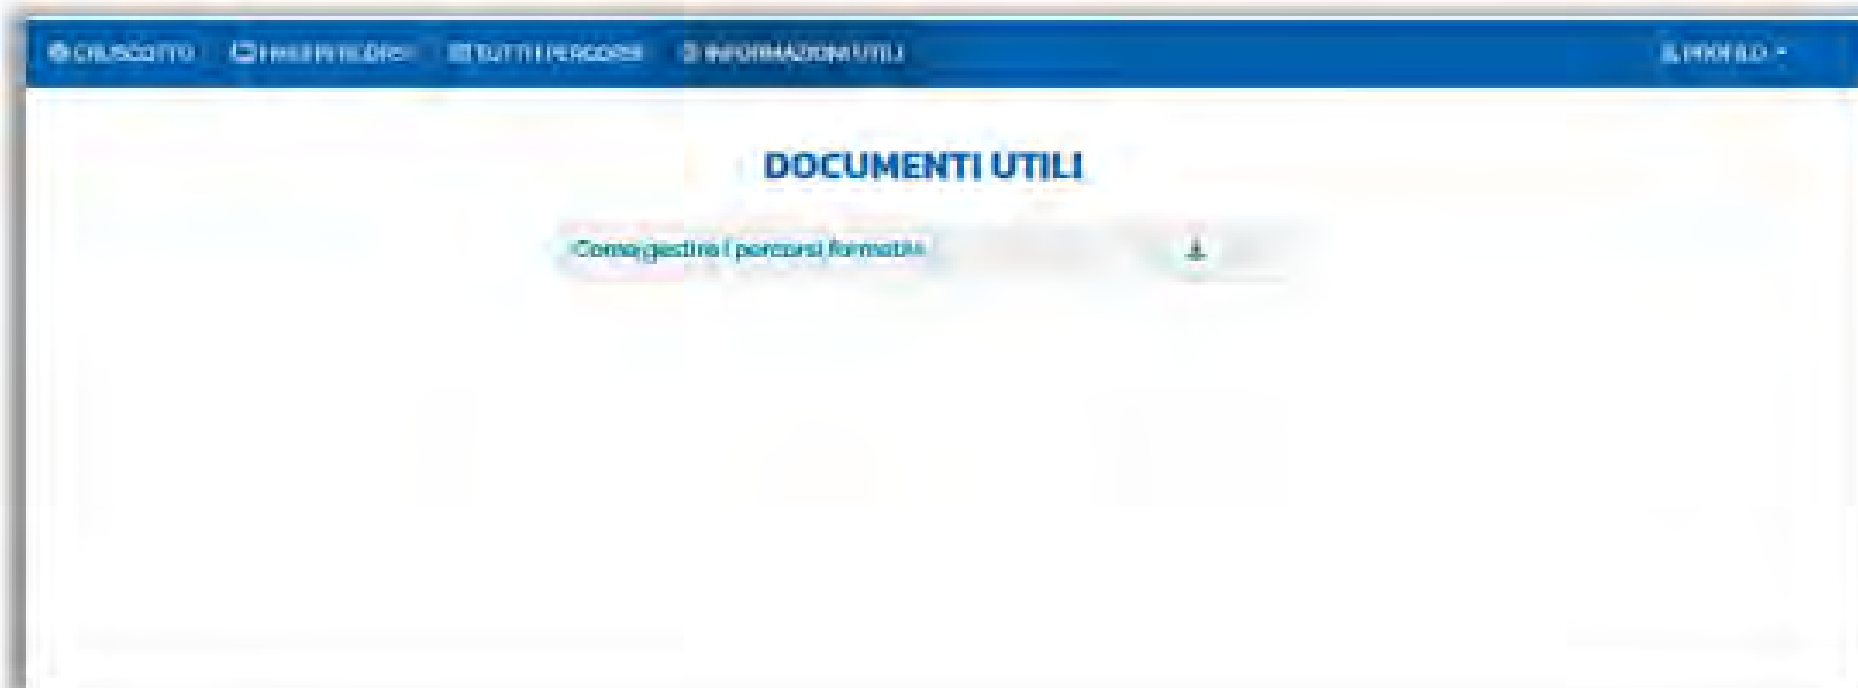 CRUSCOTTO TUTTI I PERCORSI INFORMAZIONI UTILI PROFILO
DOCUMENTI UTILI
Come gestire i percorsi formativi